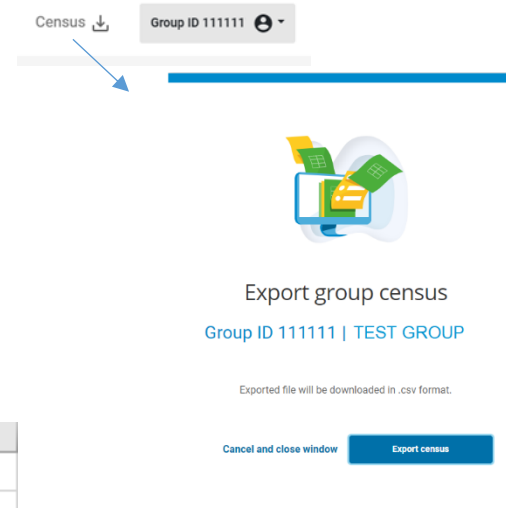 Census
Group ID 111111
Export group census
Group ID 111111 | TEST GROUP
Exported file will be downloaded in .csv format.
Cancel and close window
Export census